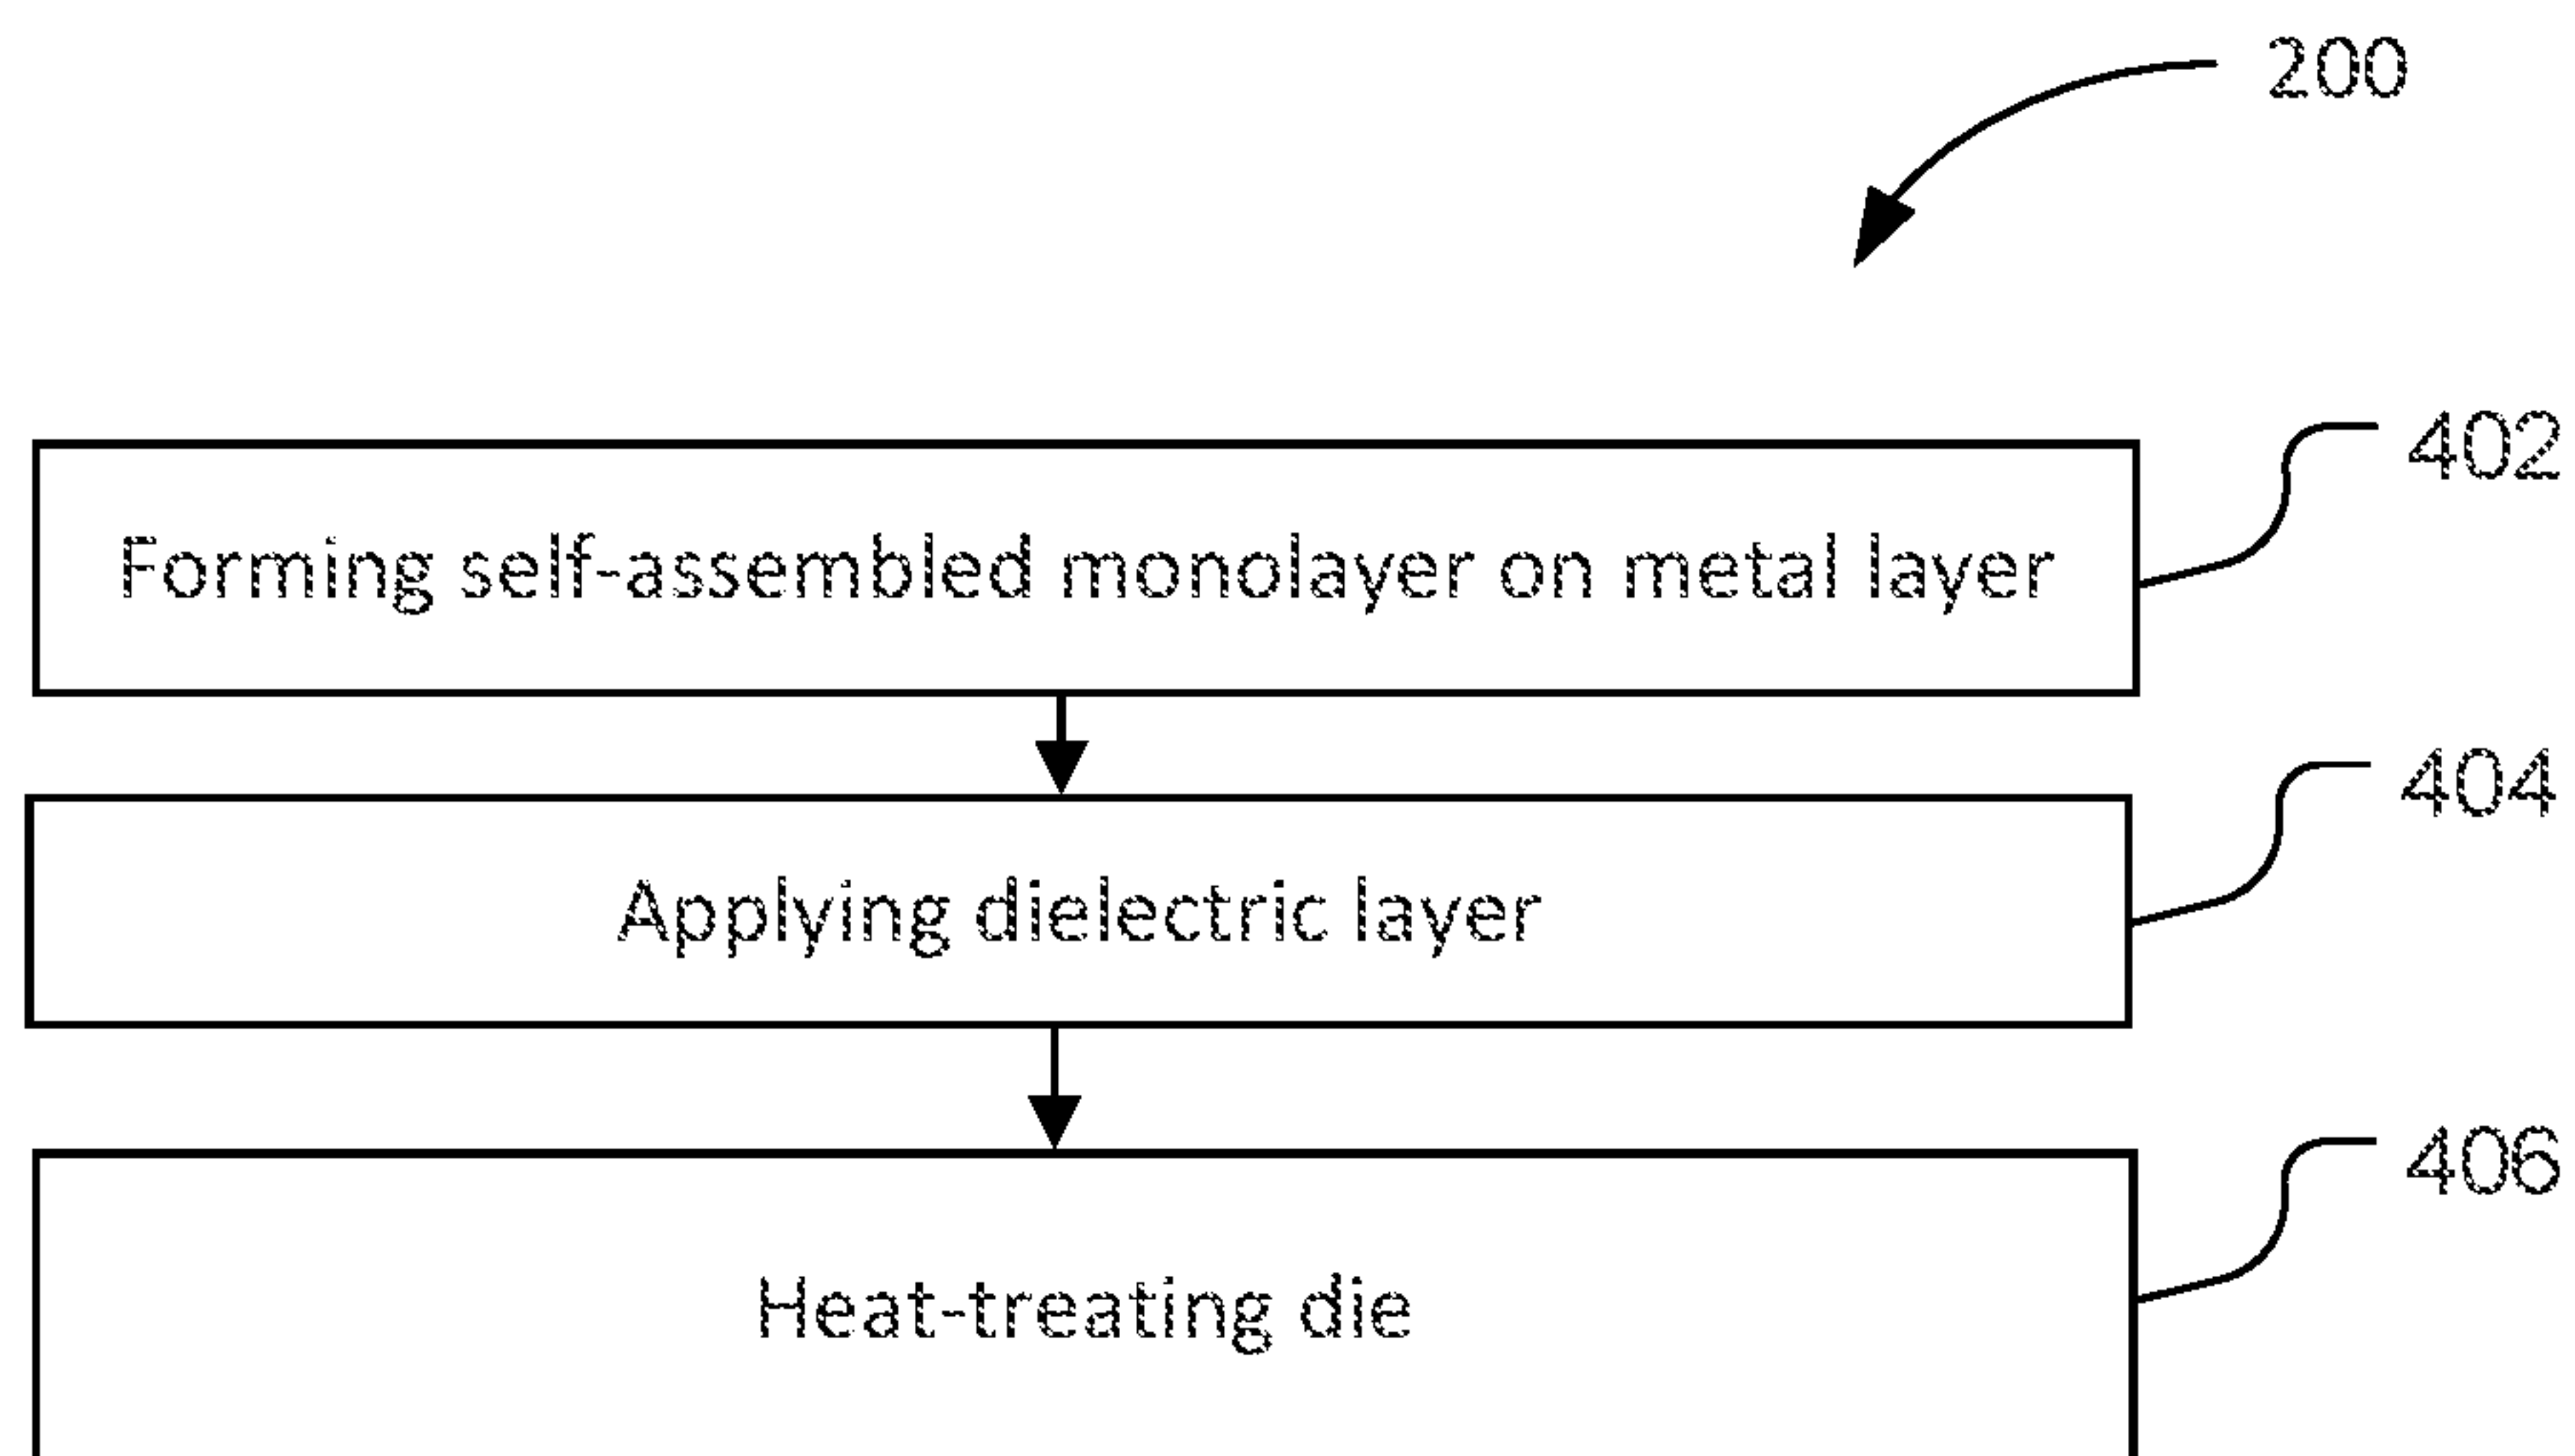 200
402
Forming self-assembled monolayer on metal layer
404
Applying dielectric layer
406
Heat-treating die